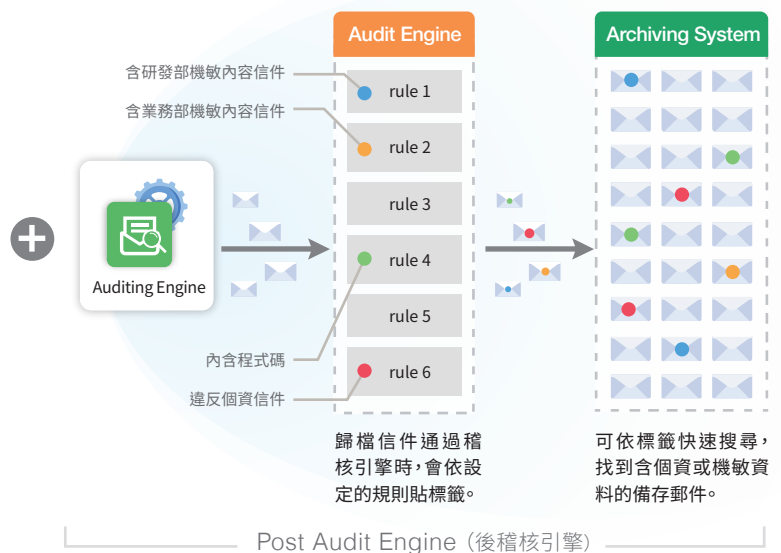 Audit Engine
Archiving System
含研發部機敏內容信件
含業務部機敏內容信件
rule 1
rule 2
rule 3
rule 4
rule 5
rule 6
Auditing Engine
內含程式碼
違反個資信件
歸檔信件通過稽
核引擎時，會依設
定的規則貼標籤。
可依標籤快速搜尋，
找到含個資或機敏資
料的備存郵件。
Post Audit Engine（後稽核引擎）